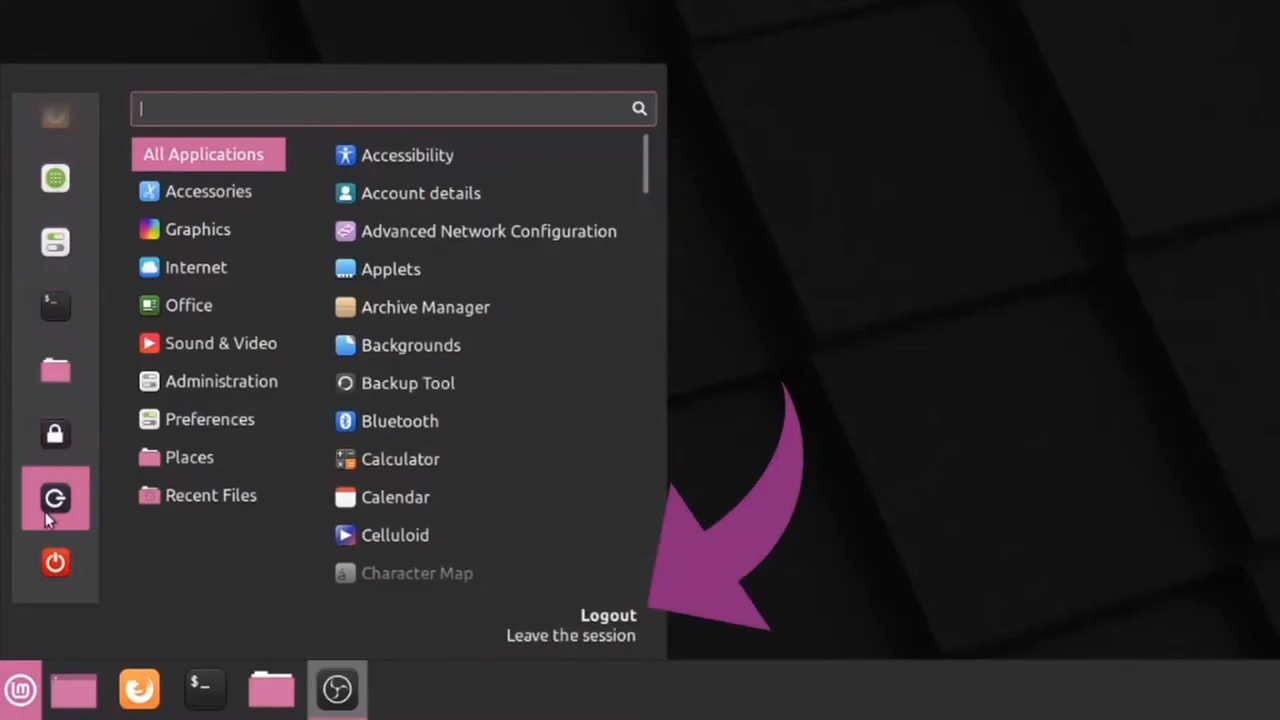 All Applications
Accessories
Graphics
Internet
Office
Sound & Video
Administration
Preferences
Places
Recent Files
Accessibility
Account details
Advanced Network Configuration
Applets
Archive Manager
Backgrounds
Backup Tool
Bluetooth
Calculator
Calendar
Celluloid
Character Map
Logout
Leave the session